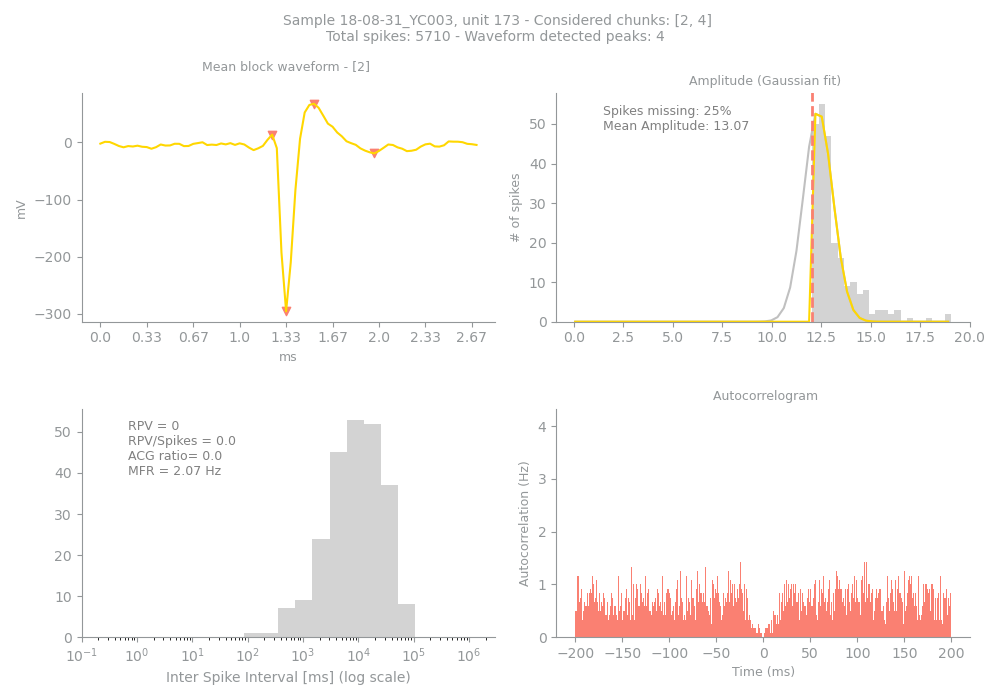 Sample 18-08-31_YC003, unit 173 - Considered chunks: [2, 4]
Total spikes: 5710 - Waveform detected peaks: 4
Mean block waveform - [2]
0
−100
−200
−300
mV
0.0 0.33 0.67 1.0 1.33 1.67 2.0 2.33 2.67
ms
Amplitude (Gaussian fit)
Spikes missing: 25%
Mean Amplitude: 13.07
50
40
30
20
10
0
# of spikes
0.0 2.5 5.0 7.5 10.0 12.5 15.0 17.5 20.0
RPV = 0
RPV/Spikes = 0.0
ACG ratio= 0.0
MFR = 2.07 Hz
50
40
30
20
10
0
10⁻¹ 10⁰ 10¹ 10² 10³ 10⁴ 10⁵ 10⁶
Inter Spike Interval [ms] (log scale)
Autocorrelogram
4
3
2
1
0
Autocorrelation (Hz)
−200 −150 −100 −50 0 50 100 150 200
Time (ms)